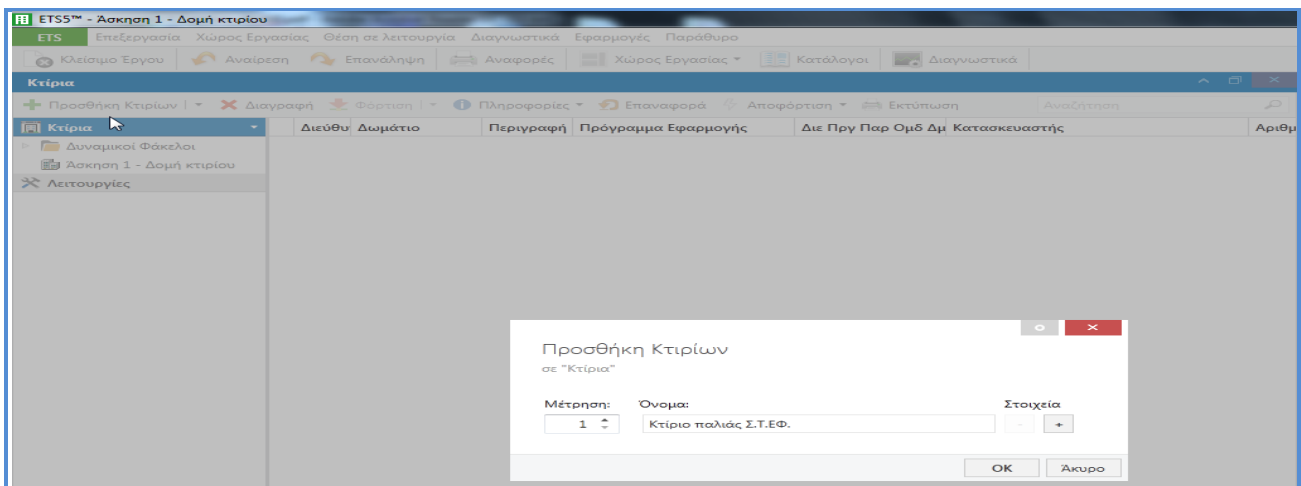 ETS5™ - Άσκηση 1 - Δομή κτιρίου
ETS Επεξεργασία Χώρος Εργασίας Θέση σε λειτουργία Διαγνωστικά Εφαρμογές Παράθυρο
Κλείσιμο Έργου Αναίρεση Επανάληψη Αναφορές Χώρος Εργασίας Κατάλογοι Διαγνωστικά
Κτίρια
Προσθήκη Κτιρίων Διαγραφή Φόρτιση Πληροφορίες Επαναφορά Αποφόρτιση Εκτύπωση Αναζήτηση
Κτίρια Διεύθυ Δωμάτιο Περιγραφή Πρόγραμμα Εφαρμογής Διε Πργ Παρ Ομδ Δμ Κατασκευαστής Αριθμ
Δυναμικοί Φάκελοι
Άσκηση 1 - Δομή κτιρίου
Λειτουργίες
Προσθήκη Κτιρίων
σε "Κτίρια"
Μέτρηση: Όνομα: Στοιχεία
1 Κτίριο παλιάς Σ.Τ.ΕΦ. - +
OK Άκυρο